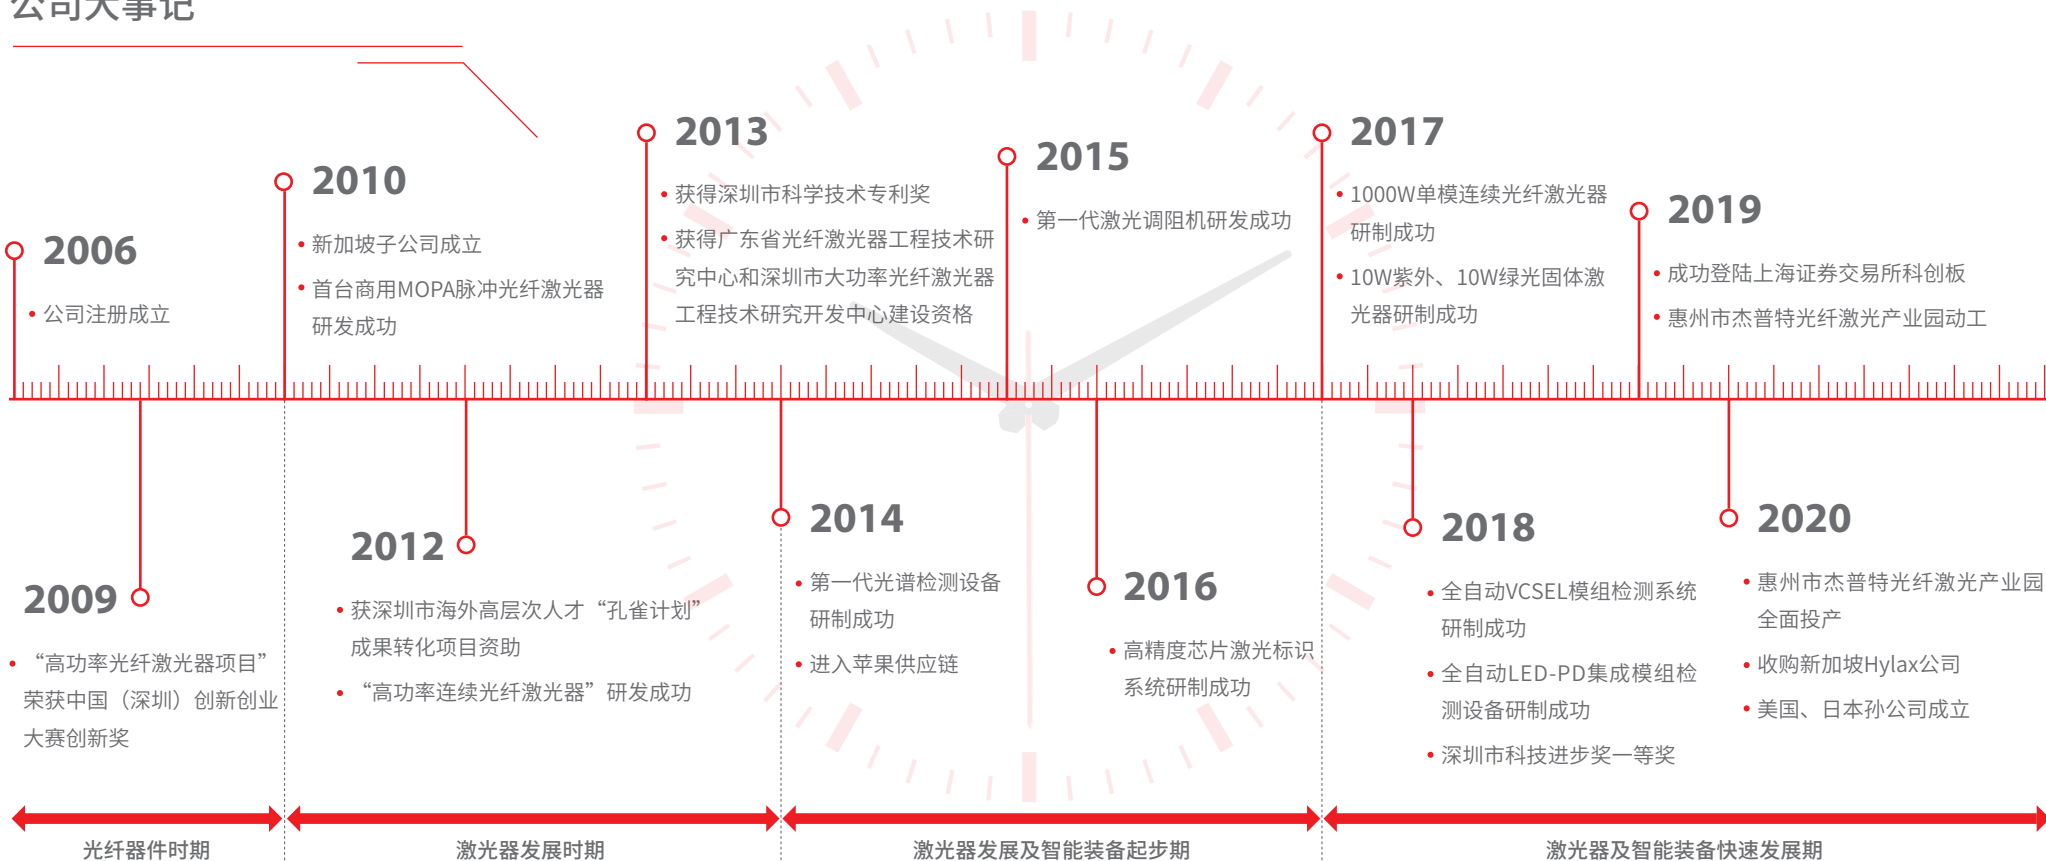 公司大事记
2006
• 公司注册成立
2009
• “高功率光纤激光器项目”
荣获中国（深圳）创新创业
大赛创新奖
2010
• 新加坡子公司成立
• 首台商用MOPA脉冲光纤激光器
研发成功
2012
• 获深圳市海外高层次人才“孔雀计划”
成果转化项目资助
• “高功率连续光纤激光器”研发成功
2013
• 获得深圳市科学技术专利奖
• 获得广东省光纤激光器工程技术研
究中心和深圳市大功率光纤激光器
工程技术研究开发中心建设资格
2014
• 第一代光谱检测设备
研制成功
• 进入苹果供应链
2015
• 第一代激光调阻机研发成功
2016
• 高精度芯片激光标识
系统研制成功
2017
• 1000W单模连续光纤激光器
研制成功
• 10W紫外、10W绿光固体激
光器研制成功
2018
• 全自动VCSEL模组检测系统
研制成功
• 全自动LED-PD集成模组检
测设备研制成功
• 深圳市科技进步奖一等奖
2019
• 成功登陆上海证券交易所科创板
• 惠州市杰普特光纤激光产业园动工
2020
• 惠州市杰普特光纤激光产业园
全面投产
• 收购新加坡Hylax公司
• 美国、日本孙公司成立
光纤器件时期
激光器发展时期
激光器发展及智能装备起步期
激光器及智能装备快速发展期